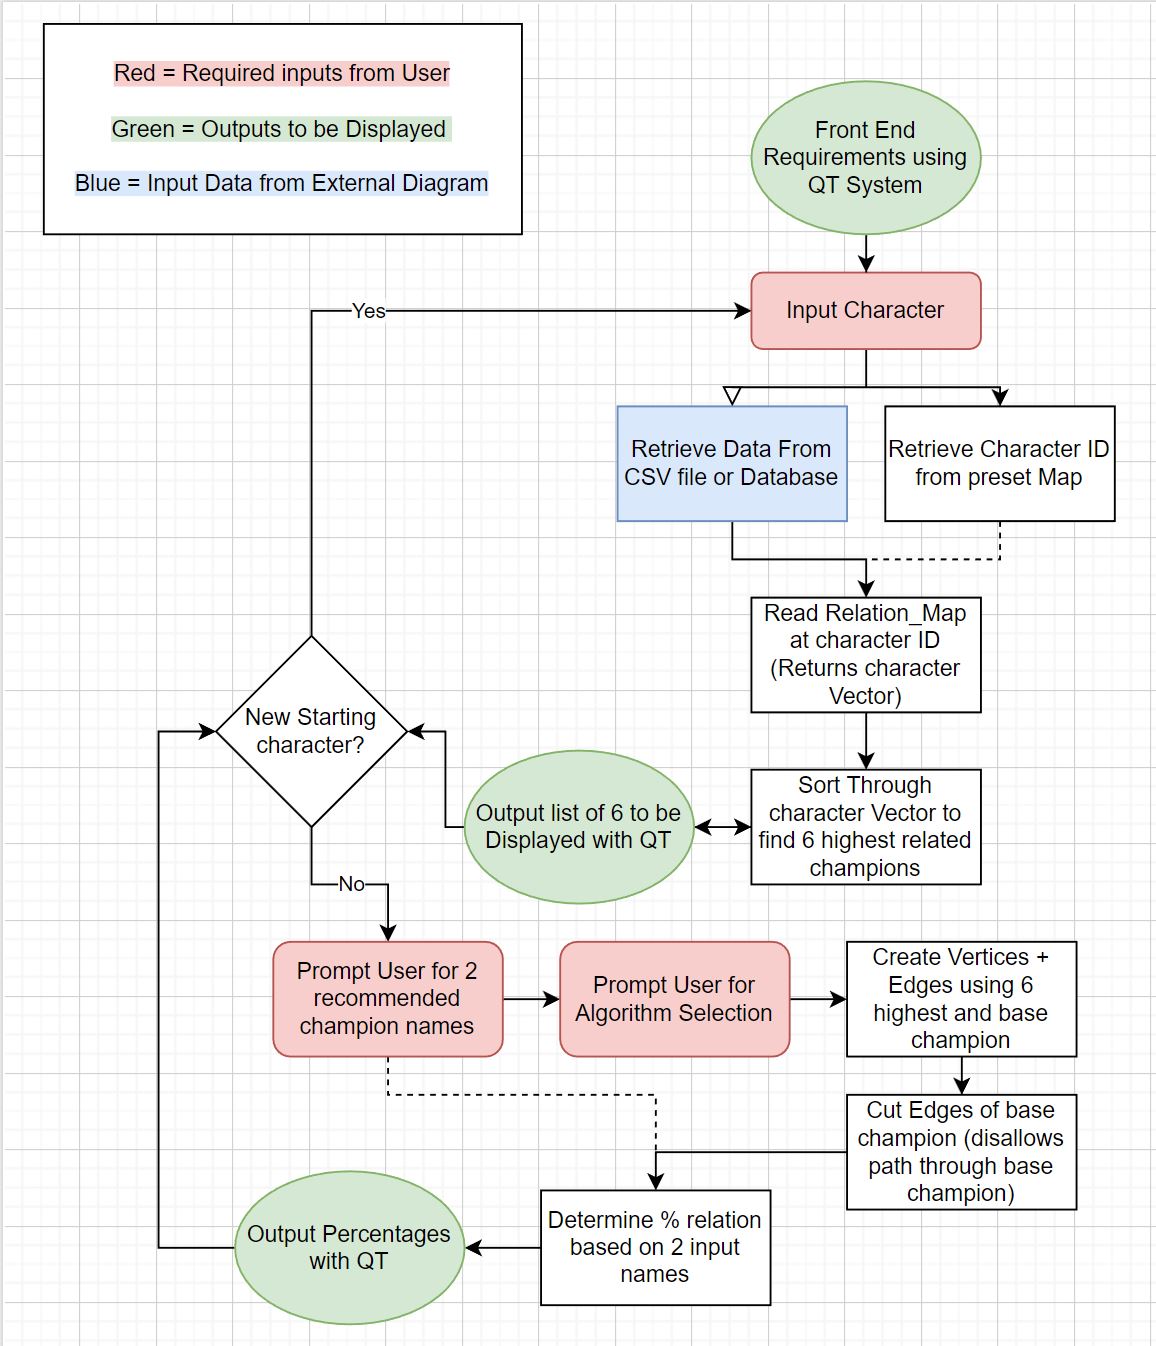 Red = Required inputs from User
Green = Outputs to be Displayed
Blue = Input Data from External Diagram
Front End
Requirements using
QT System
Input Character
Yes
Retrieve Data From
CSV file or Database
Retrieve Character ID
from preset Map
Read Relation_Map
at character ID
(Returns character
Vector)
New Starting
character?
Sort Through
character Vector to
find 6 highest related
champions
Output list of 6 to be
Displayed with QT
No
Prompt User for 2
recommended
champion names
Prompt User for
Algorithm Selection
Create Vertices +
Edges using 6
highest and base
champion
Cut Edges of base
champion (disallows
path through base
champion)
Determine % relation
based on 2 input
names
Output Percentages
with QT